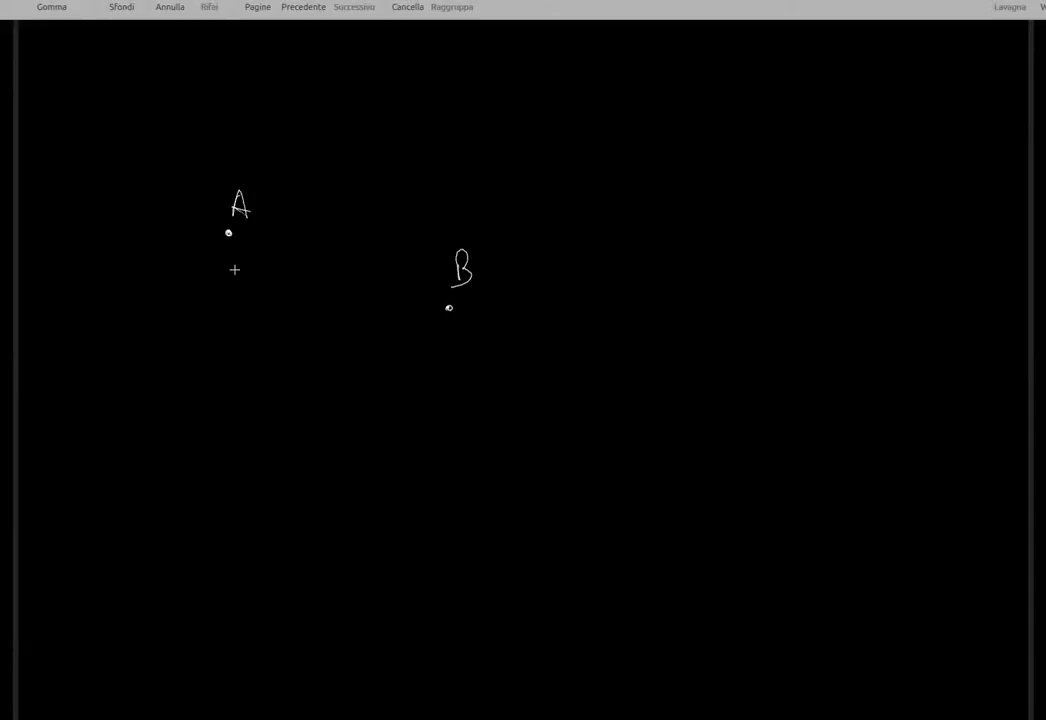 Gomma Sfondi Annulla Rifai Pagine Precedente Successivo Cancella Raggruppa Lavagna
A
B